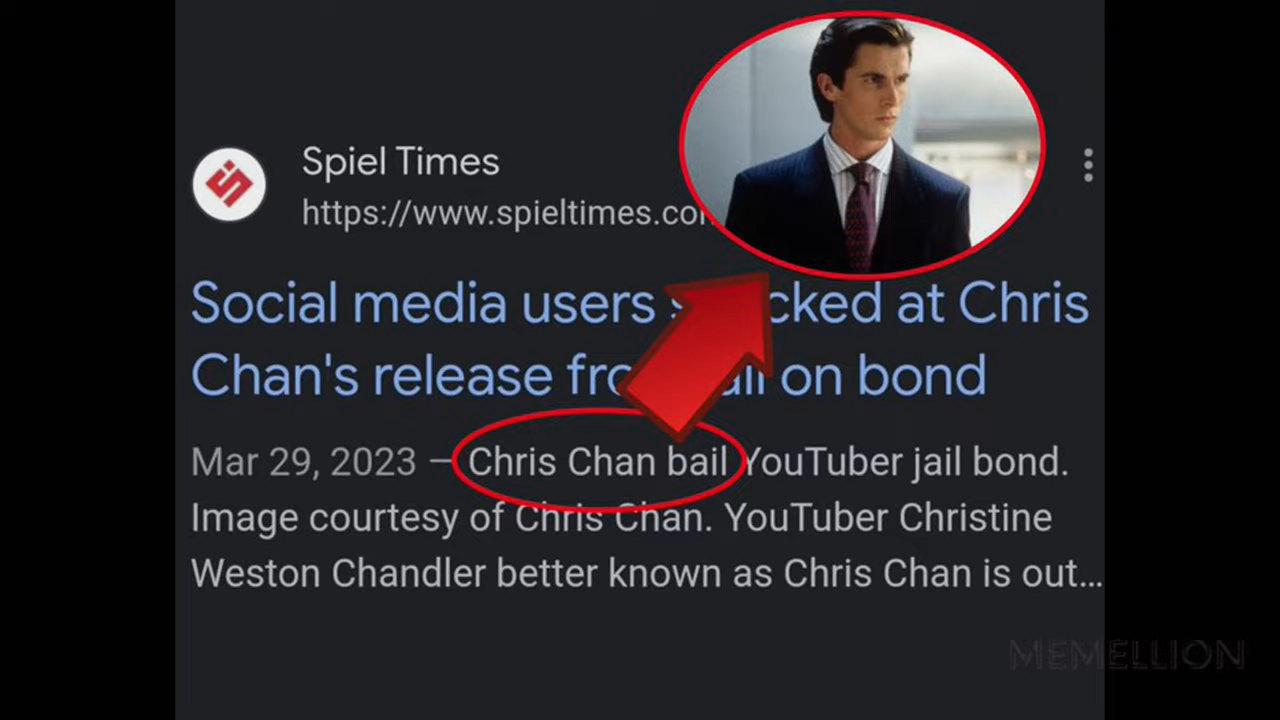 Spiel Times
https://www.spieltimes.co
Social media users cked at Chris
Chan's release on bond
Mar 29, 2023 — Chris Chan bail YouTuber jail bond.
Image courtesy of Chris Chan. YouTuber Christine
Weston Chandler better known as Chris Chan is out...
MEMELLION